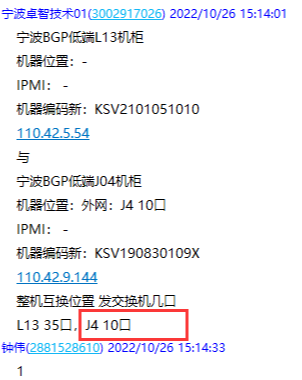 宁波卓智技术01(3002917026) 2022/10/26 15:14:01
宁波BGP低端L13机柜
机器位置：-
IPMI： -
机器编码新：KSV2101051010
110.42.5.54
与
宁波BGP低端J04机柜
机器位置：外网：J4 10口
IPMI： -
机器编码新：KSV190830109X
110.42.9.144
整机互换位置 发交换机几口
L13 35口，J4 10口
钟伟(2881528610) 2022/10/26 15:14:33
1